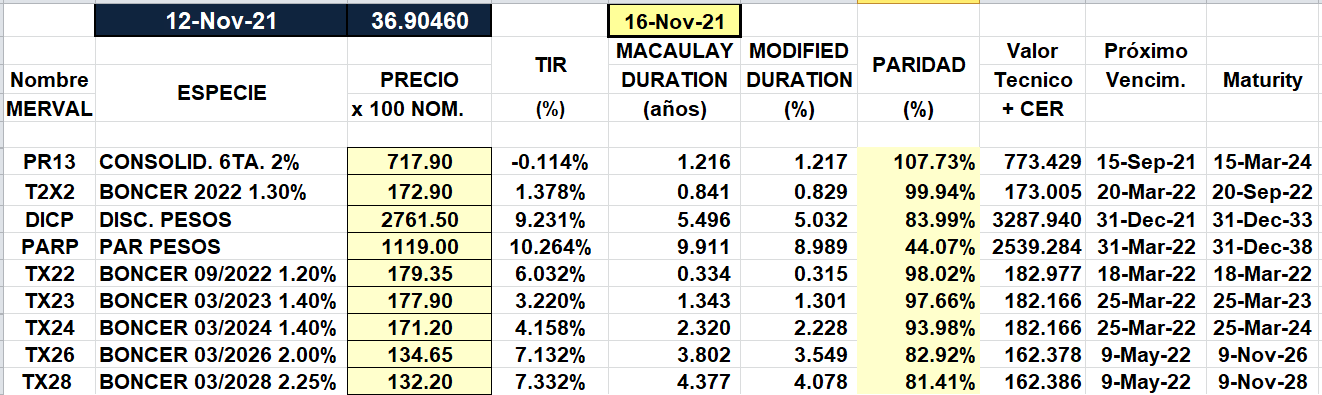 12-Nov-21 36.90460 16-Nov-21
Nombre MERVAL ESPECIE PRECIO x 100 NOM. TIR (%) MACAULAY DURATION (años) MODIFIED DURATION (%) PARIDAD (%) Valor Tecnico + CER Próximo Vencim. Maturity
PR13 CONSOLID. 6TA. 2% 717.90 -0.114% 1.216 1.217 107.73% 773.429 15-Sep-21 15-Mar-24
T2X2 BONCER 2022 1.30% 172.90 1.378% 0.841 0.829 99.94% 173.005 20-Mar-22 20-Sep-22
DICP DISC. PESOS 2761.50 9.231% 5.496 5.032 83.99% 3287.940 31-Dec-21 31-Dec-33
PARP PAR PESOS 1119.00 10.264% 9.911 8.989 44.07% 2539.284 31-Mar-22 31-Dec-38
TX22 BONCER 09/2022 1.20% 179.35 6.032% 0.334 0.315 98.02% 182.977 18-Mar-22 18-Mar-22
TX23 BONCER 03/2023 1.40% 177.90 3.220% 1.343 1.301 97.66% 182.166 25-Mar-22 25-Mar-23
TX24 BONCER 03/2024 1.40% 171.20 4.158% 2.320 2.228 93.98% 182.166 25-Mar-22 25-Mar-24
TX26 BONCER 03/2026 2.00% 134.65 7.132% 3.802 3.549 82.92% 162.378 9-May-22 9-Nov-26
TX28 BONCER 03/2028 2.25% 132.20 7.332% 4.377 4.078 81.41% 162.386 9-May-22 9-Nov-28